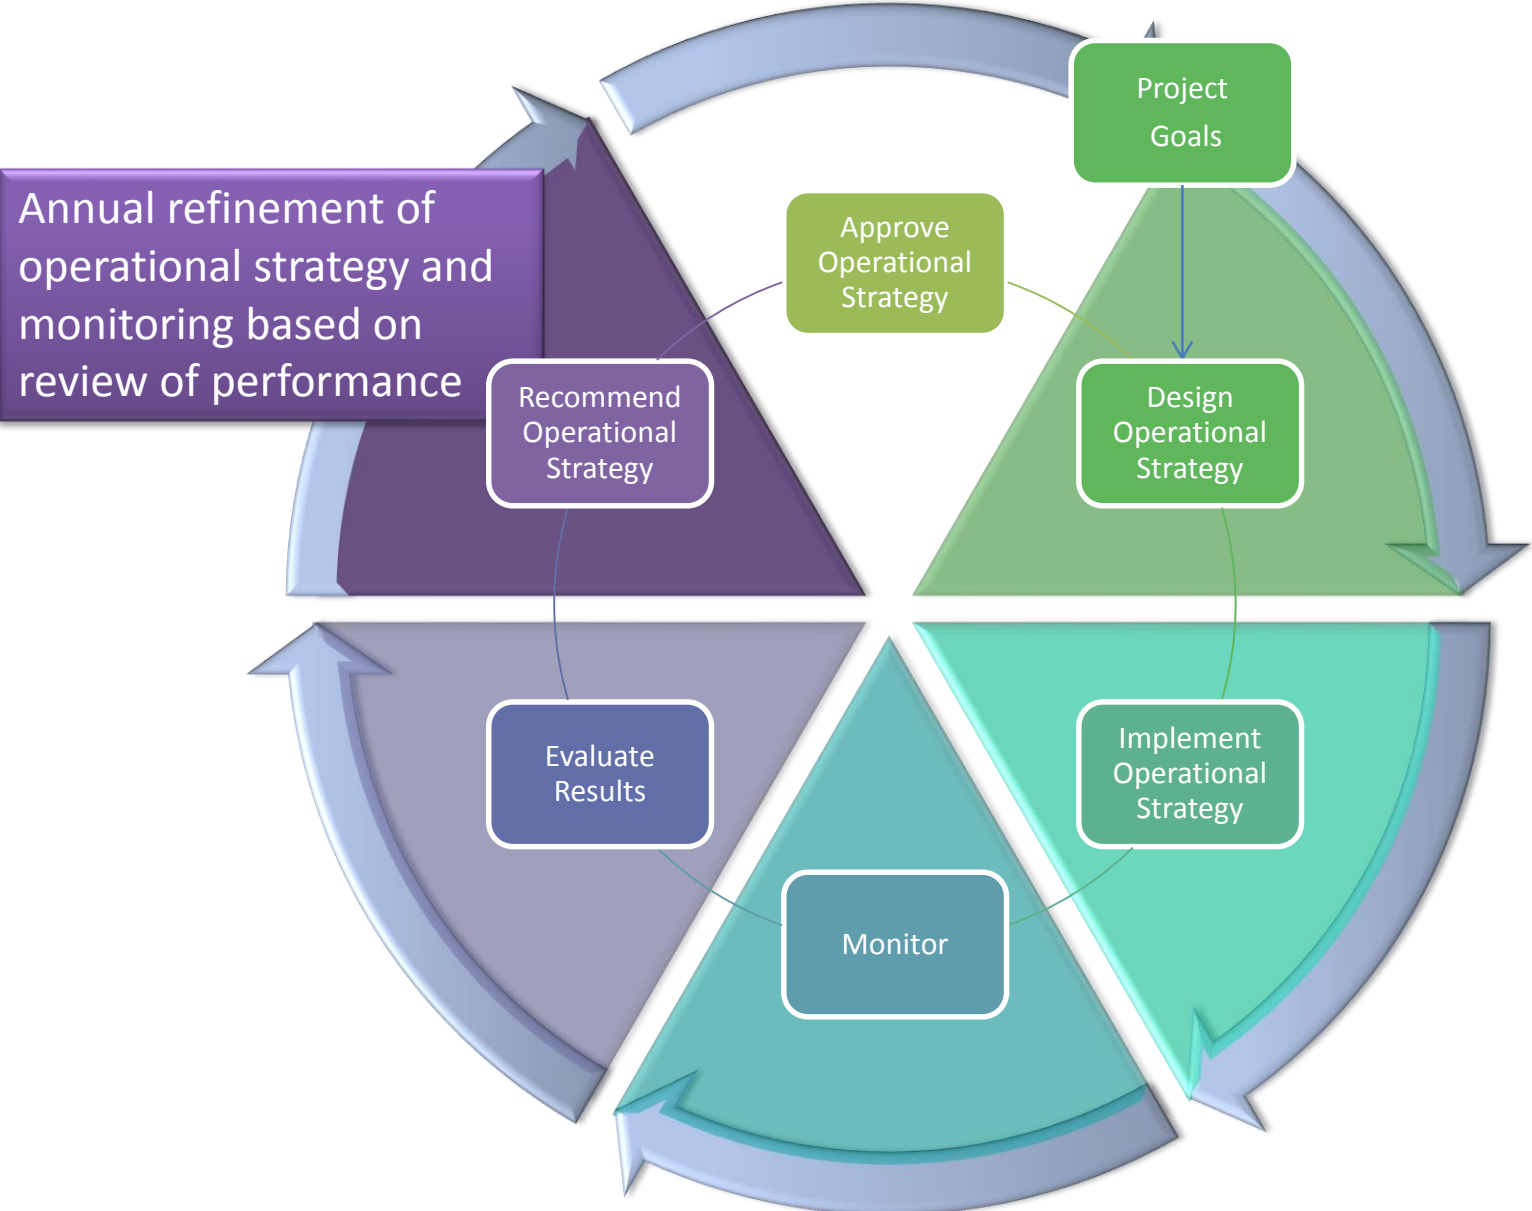 Project
Goals
Annual refinement of
operational strategy and
monitoring based on
review of performance
Approve
Operational
Strategy
Recommend
Operational
Strategy
Design
Operational
Strategy
Evaluate
Results
Implement
Operational
Strategy
Monitor